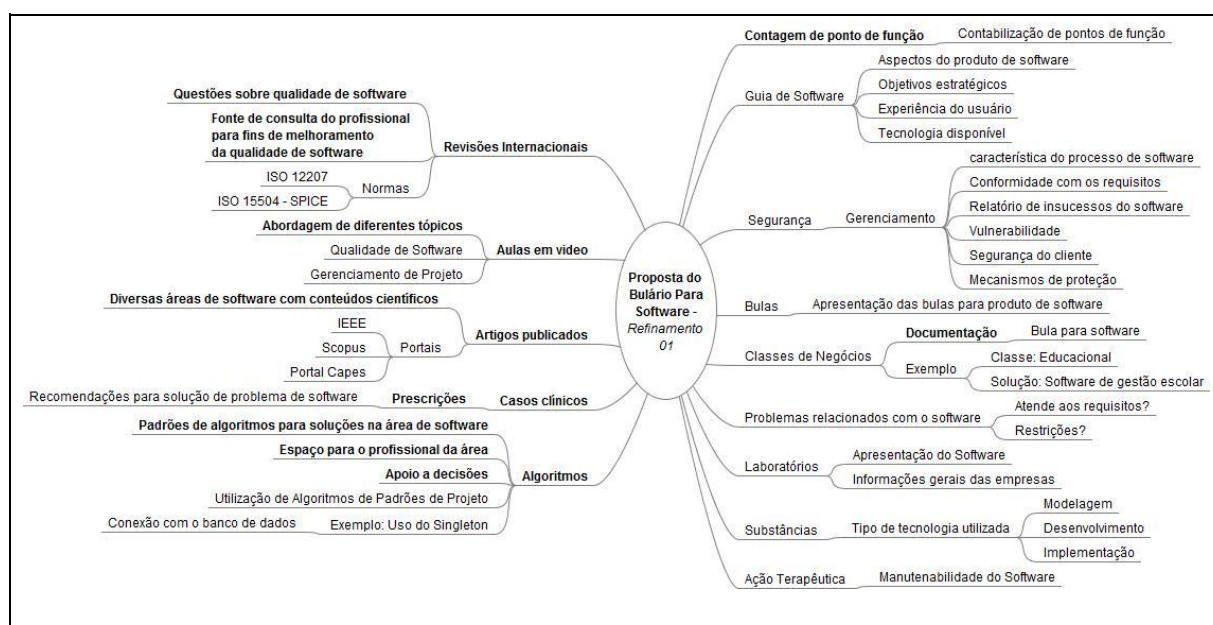 Proposta do
Bulário Para
Software -
Refinamento
01
Revisões Internacionais
Questões sobre qualidade de software
Fonte de consulta do profissional
para fins de melhoramento
da qualidade de software
Normas
ISO 12207
ISO 15504 - SPICE
Aulas em video
Abordagem de diferentes tópicos
Qualidade de Software
Gerenciamento de Projeto
Artigos publicados
Diversas áreas de software com conteúdos científicos
Portais
IEEE
Scopus
Portal Capes
Casos clínicos
Prescrições
Recomendações para solução de problema de software
Algoritmos
Padrões de algoritmos para soluções na área de software
Espaço para o profissional da área
Apoio a decisões
Utilização de Algoritmos de Padrões de Projeto
Exemplo: Uso do Singleton
Conexão com o banco de dados
Contagem de ponto de função
Contabilização de pontos de função
Guia de Software
Aspectos do produto de software
Objetivos estratégicos
Experiência do usuário
Tecnologia disponível
Segurança
Gerenciamento
característica do processo de software
Conformidade com os requisitos
Relatório de insucessos do software
Vulnerabilidade
Segurança do cliente
Mecanismos de proteção
Bulas
Apresentação das bulas para produto de software
Classes de Negócios
Documentação
Bula para software
Exemplo
Classe: Educacional
Solução: Software de gestão escolar
Problemas relacionados com o software
Atende aos requisitos?
Restrições?
Laboratórios
Apresentação do Software
Informações gerais das empresas
Substâncias
Tipo de tecnologia utilizada
Modelagem
Desenvolvimento
Implementação
Ação Terapêutica
Manutenabilidade do Software